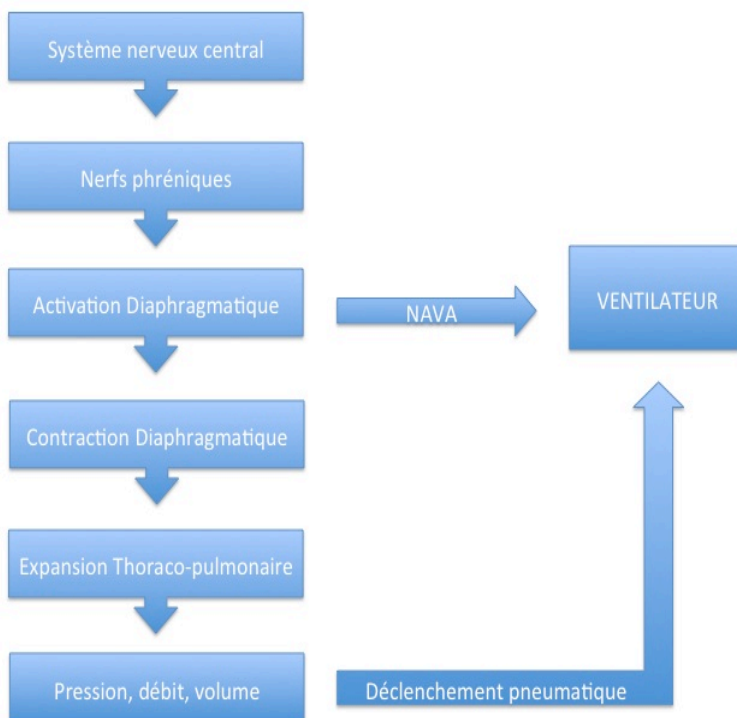 Système nerveux central
Nerfs phréniques
Activation Diaphragmatique
NAVA
VENTILATEUR
Contraction Diaphragmatique
Expansion Thoraco-pulmonaire
Pression, débit, volume
Déclenchement pneumatique